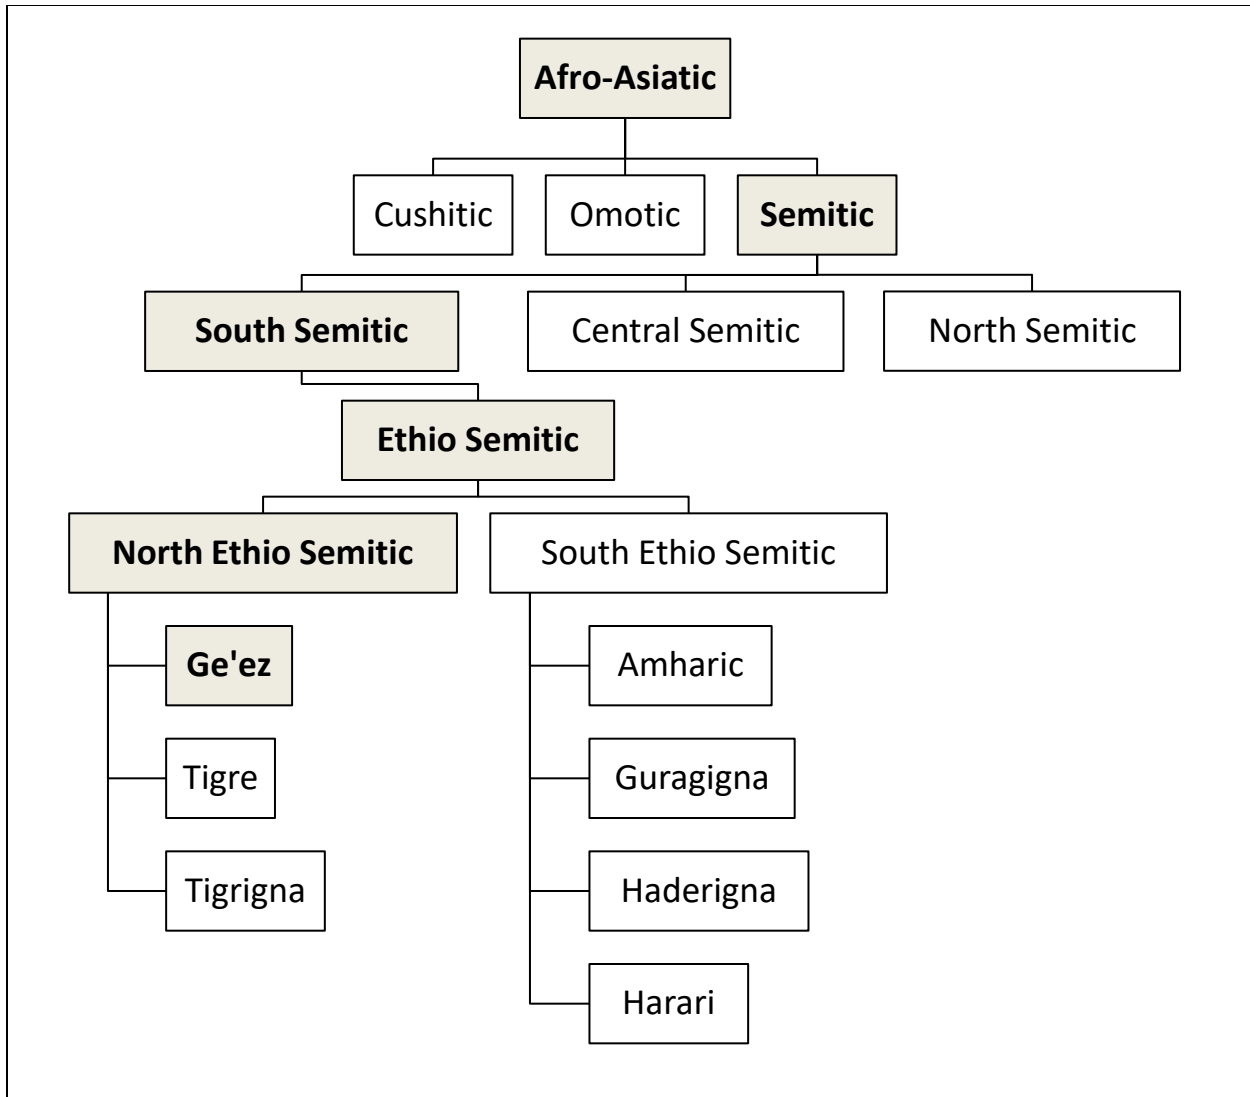 Afro-Asiatic
Cushitic
Omotic
Semitic
South Semitic
Central Semitic
North Semitic
Ethio Semitic
North Ethio Semitic
South Ethio Semitic
Ge'ez
Amharic
Tigre
Guragigna
Tigrigna
Haderigna
Harari